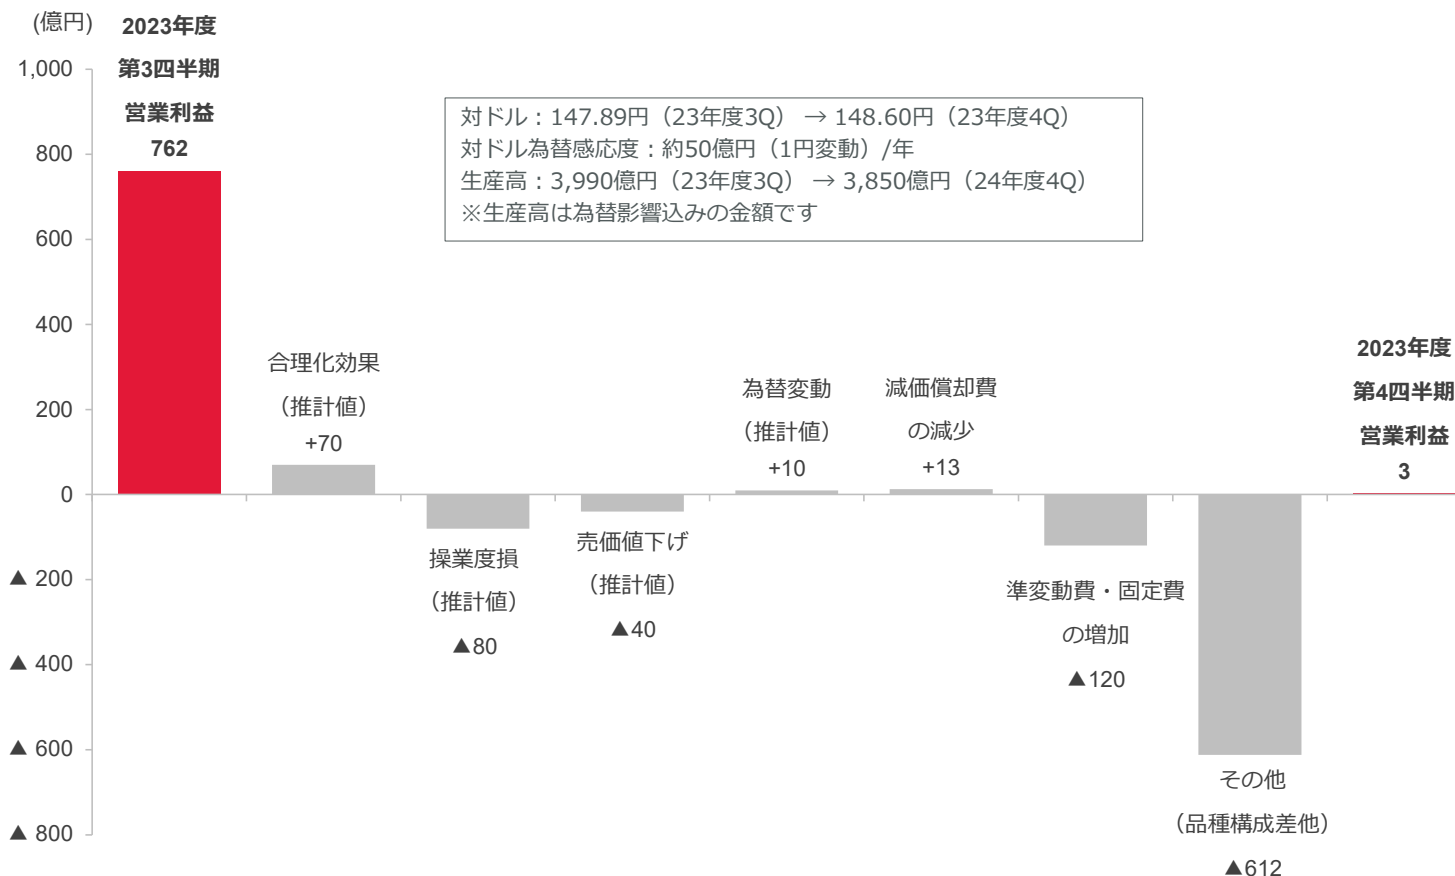 (億円)
2023年度
第3四半期
営業利益
762
1,000
800
600
400
200
0
▲ 200
▲ 400
▲ 600
▲ 800
対ドル：147.89円（23年度3Q） → 148.60円（23年度4Q）
対ドル為替感応度：約50億円（1円変動）/年
生産高：3,990億円（23年度3Q） → 3,850億円（24年度4Q）
※生産高は為替影響込みの金額です
合理化効果
（推計値）
+70
操業度損
（推計値）
▲80
売価値下げ
（推計値）
▲40
為替変動
（推計値）
+10
減価償却費
の減少
+13
準変動費・固定費
の増加
▲120
その他
（品種構成差他）
▲612
2023年度
第4四半期
営業利益
3